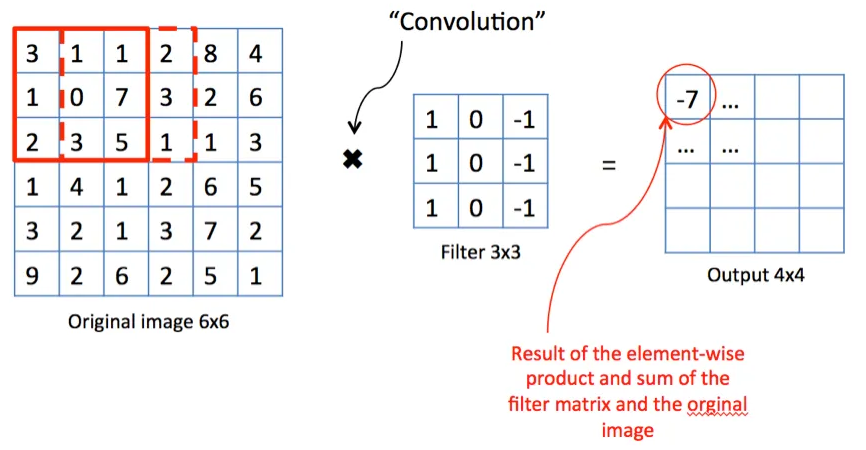 “Convolution”
3 1 1 2 8 4
1 0 7 3 2 6
2 3 5 1 1 3
1 4 1 2 6 5
3 2 1 3 7 2
9 2 6 2 5 1
Original image 6x6
✖
1 0 -1
1 0 -1
1 0 -1
Filter 3x3
=
-7 ...
... ...
Output 4x4
Result of the element-wise
product and sum of the
filter matrix and the orginal
image